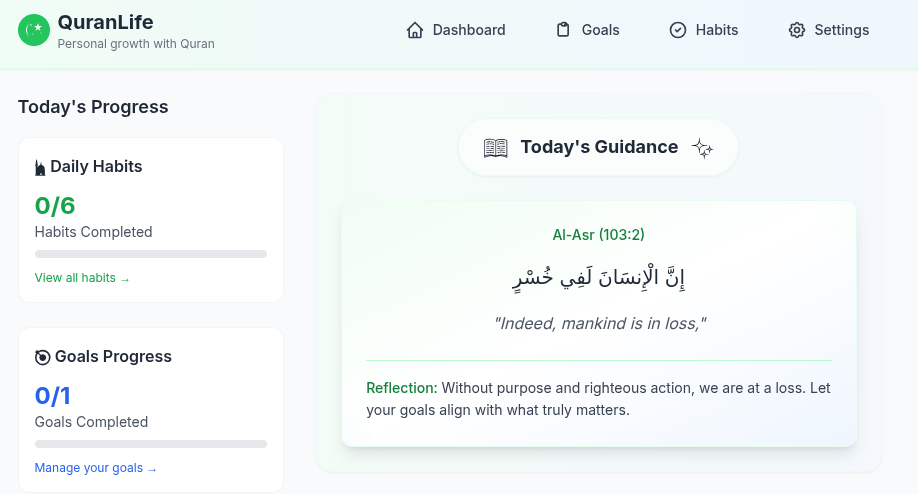 QuranLife
Personal growth with Quran
Dashboard
Goals
Habits
Settings
Today's Progress
Daily Habits
0/6
Habits Completed
View all habits →
Goals Progress
0/1
Goals Completed
Manage your goals →
Today's Guidance
Al-Asr (103:2)
إِنَّ الْإِنسَانَ لَفِي خُسْرٍ
"Indeed, mankind is in loss,"
Reflection: Without purpose and righteous action, we are at a loss. Let
your goals align with what truly matters.